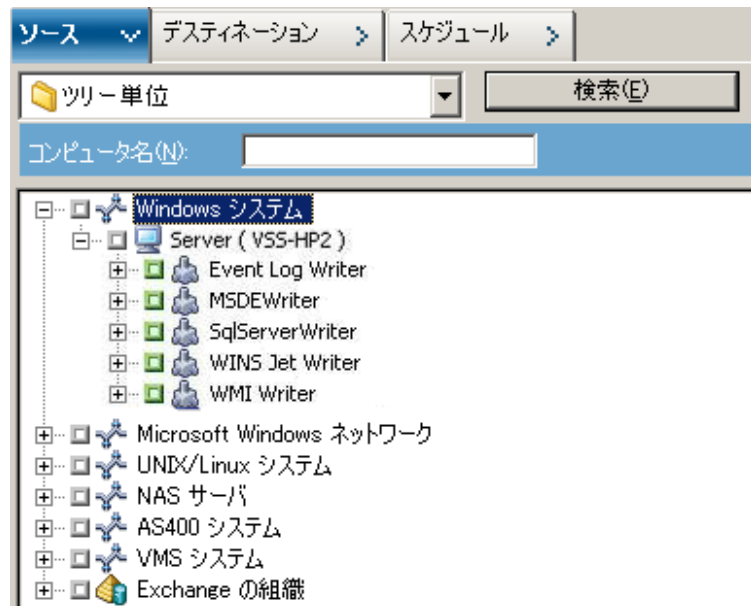 ソース デスティネーション スケジュール
ツリー単位 検索(E)
コンピュータ名(N):
Windows システム
Server ( VSS-HP2 )
Event Log Writer
MSDEWriter
SqlServerWriter
WINS Jet Writer
WMI Writer
Microsoft Windows ネットワーク
UNIX/Linux システム
NAS サーバ
AS400 システム
VMS システム
Exchange の組織